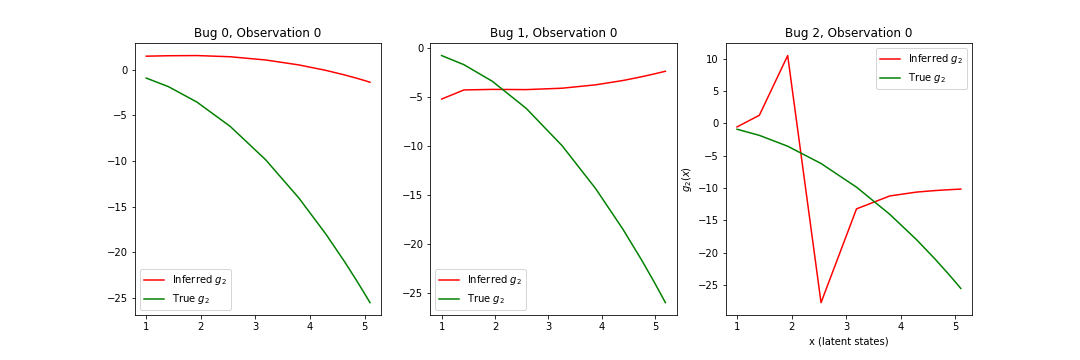 Bug 0, Observation 0
0
−5
−10
−15
−20
−25
1 2 3 4 5
Inferred g₂
True g₂
Bug 1, Observation 0
0
−5
−10
−15
−20
−25
1 2 3 4 5
Inferred g₂
True g₂
Bug 2, Observation 0
g₂(x)
10
5
0
−5
−10
−15
−20
−25
1 2 3 4 5
x (latent states)
Inferred g₂
True g₂